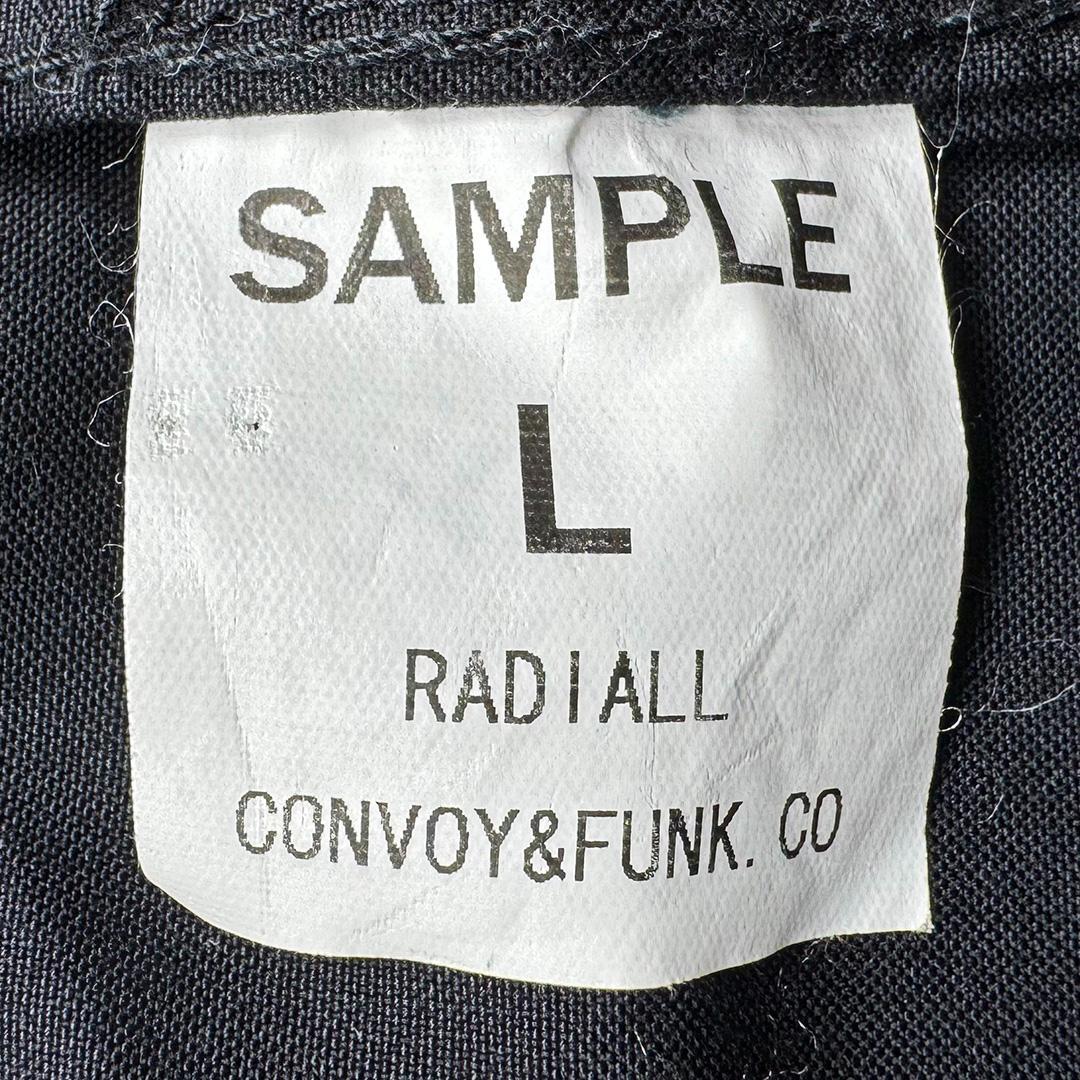 SAMPLE
L
RADIALL
CONVOY&FUNK. CO